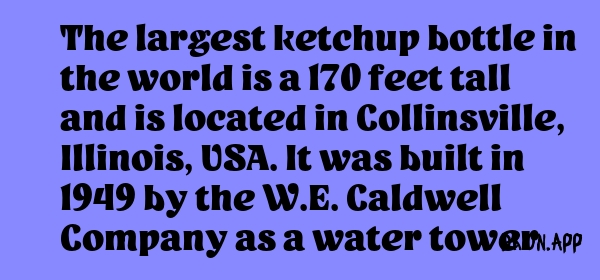 The largest ketchup bottle in
the world is a 170 feet tall
and is located in Collinsville,
Illinois, USA. It was built in
1949 by the W.E. Caldwell
Company as a water tower